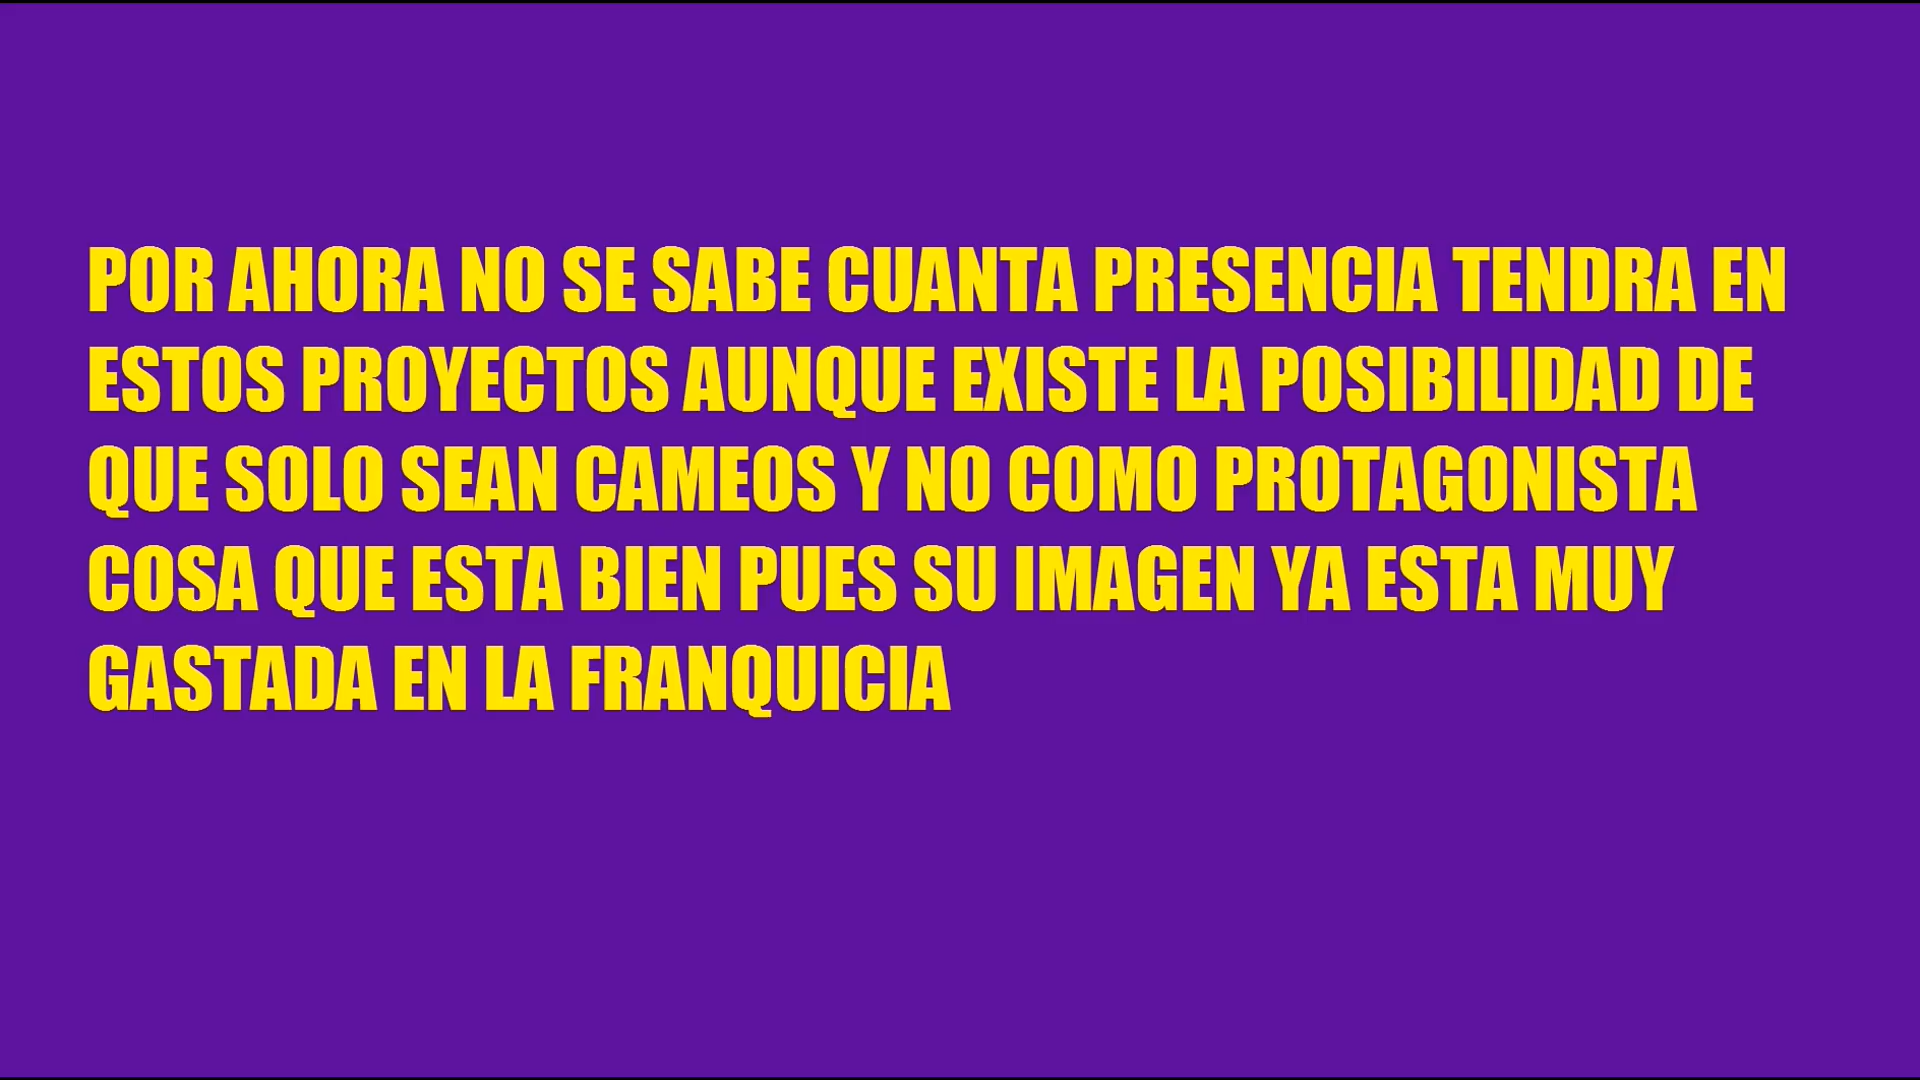 POR AHORA NO SE SABE CUANTA PRESENCIA TENDRA EN
ESTOS PROYECTOS AUNQUE EXISTE LA POSIBILIDAD DE
QUE SOLO SEAN CAMEOS Y NO COMO PROTAGONISTA
COSA QUE ESTA BIEN PUES SU IMAGEN YA ESTA MUY
GASTADA EN LA FRANQUICIA